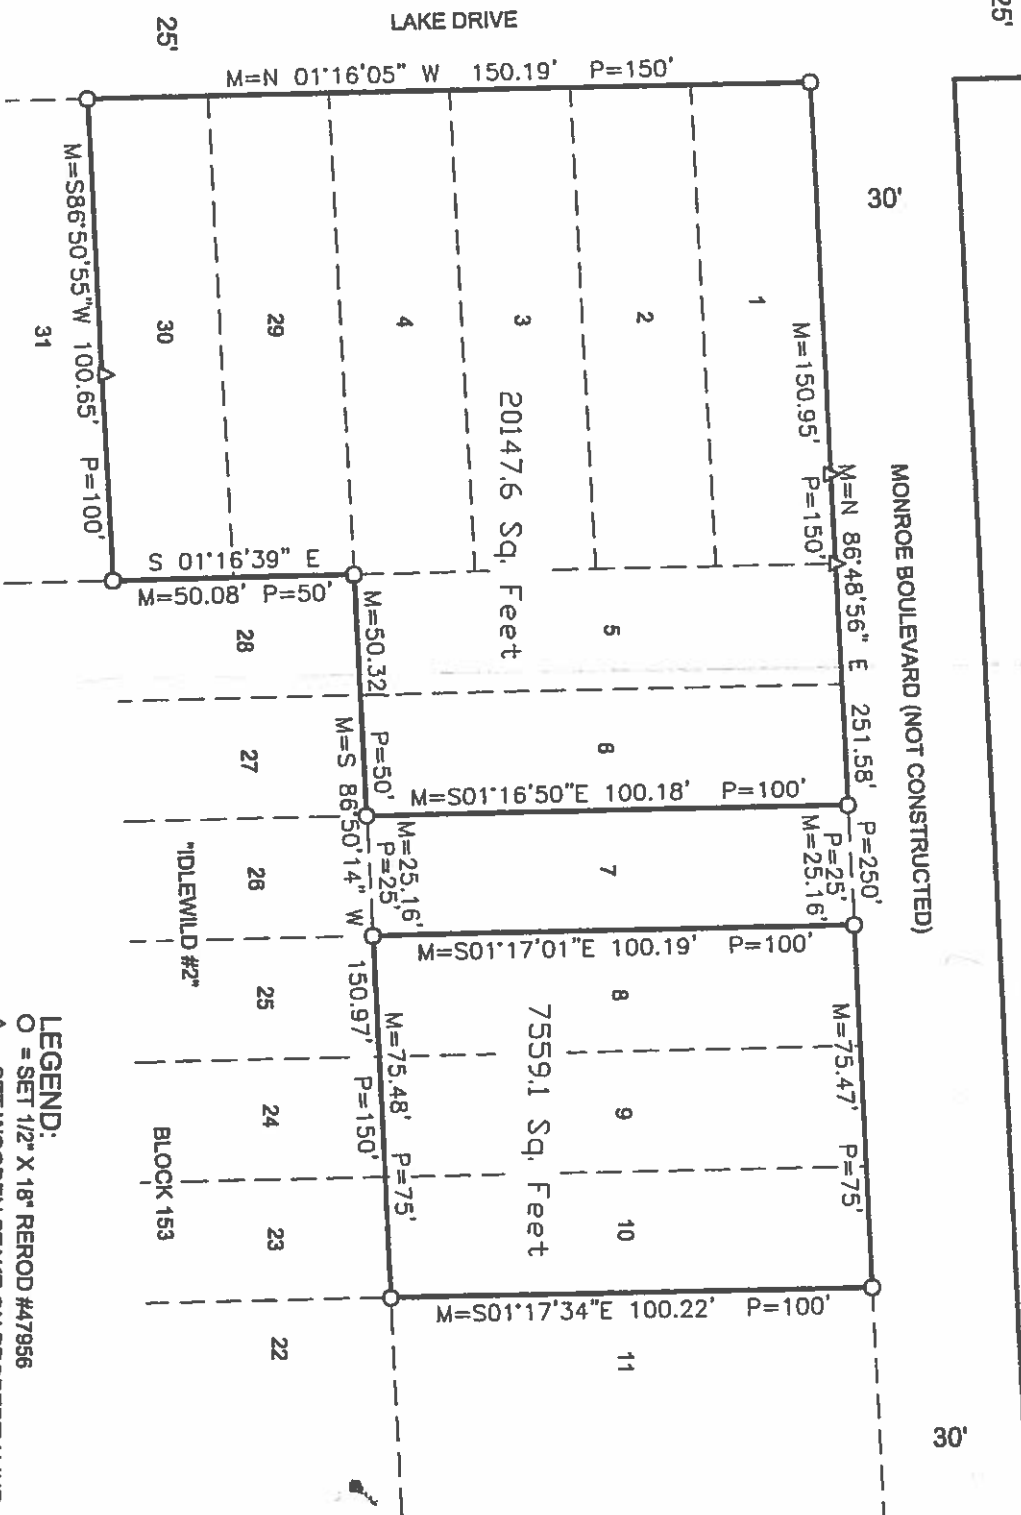 25'
LAKE DRIVE
25'
M=N 01°16'05" W 150.19' P=150'
30'
MONROE BOULEVARD (NOT CONSTRUCTED)
M=N 86°48'56" E 251.58' P=250'
M=150.95' P=150'
P=25'
M=25.16'
M=75.47' P=75'
1
2
3
4
29
30
31
20147.6 Sq. Feet
M=S86°50'55"W 100.65' P=100'
S 01°16'39" E
M=50.08' P=50'
5
6
7
8
9
10
11
M=S01°16'50"E 100.18' P=100'
M=S01°17'01"E 100.19' P=100'
7559.1 Sq. Feet
M=S01°17'34"E 100.22' P=100'
M=50.32' P=50'
M=25.16'
P=25'
M=75.48' P=75'
M=S 86°50'14" W 150.97' P=150'
28
27
26
25
24
23
22
"IDLEWILD #2"
BLOCK 153
30'
LEGEND:
O = SET 1/2" X 18" REROD #47956